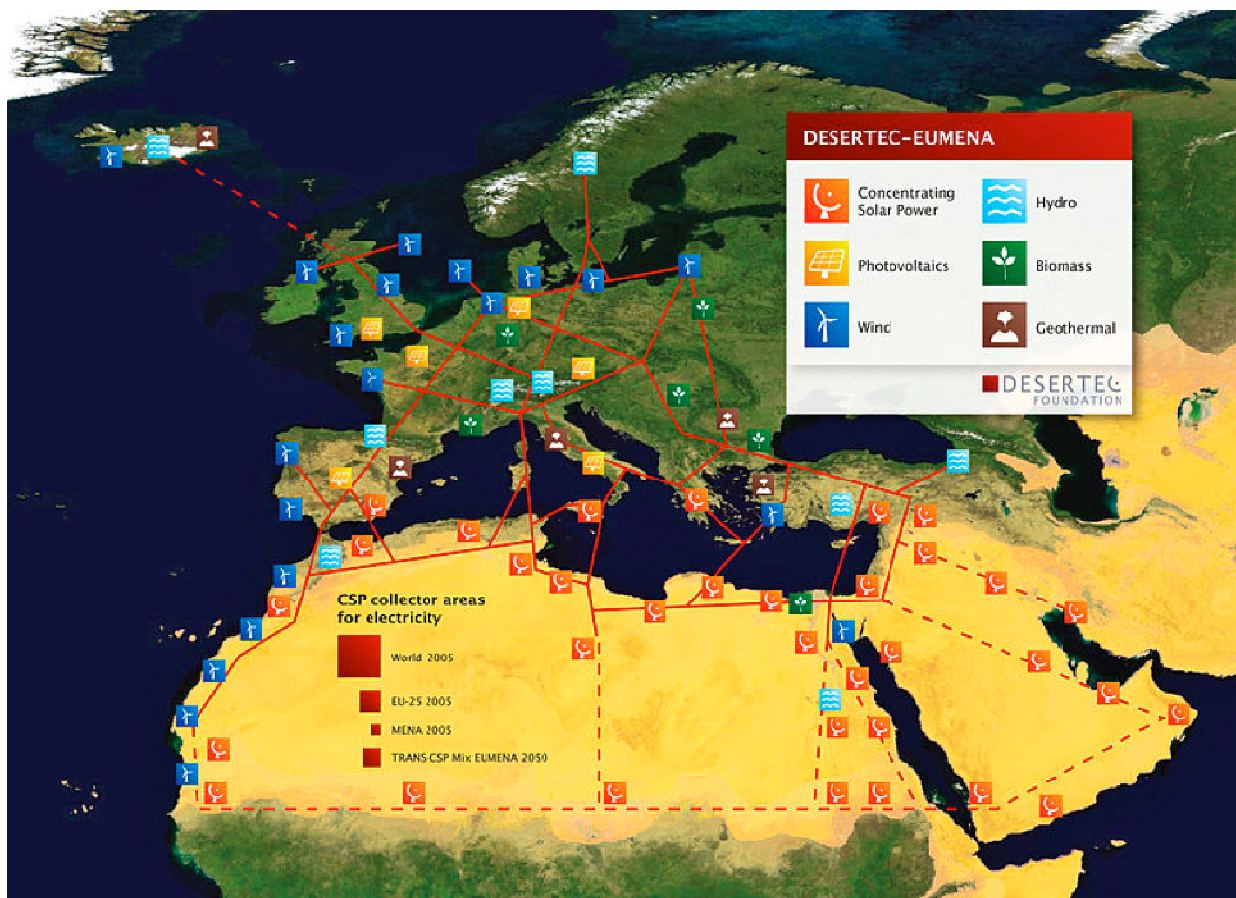 DESERTEC-EUMENA
Concentrating
Solar Power
Hydro
Photovoltaics
Biomass
Wind
Geothermal
DESERTEC
FOUNDATION
CSP collector areas
for electricity
World 2005
EU-25 2005
MENA 2005
TRANS-CSP Mix EUMENA 2050